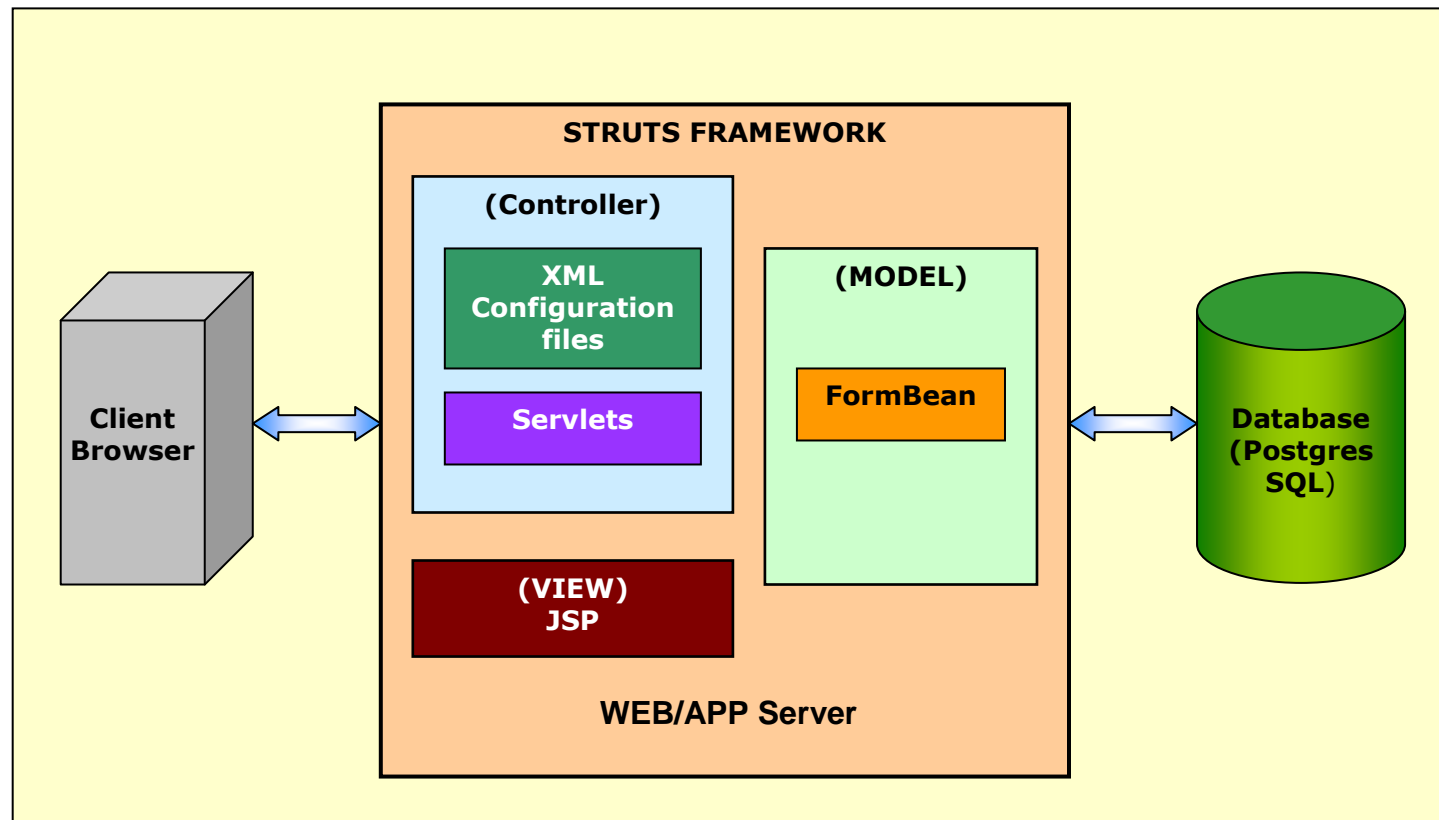 STRUTS FRAMEWORK
(Controller)
XML
Configuration
files
Servlets
(VIEW)
JSP
(MODEL)
FormBean
WEB/APP Server
Client
Browser
Database
(Postgres
SQL)